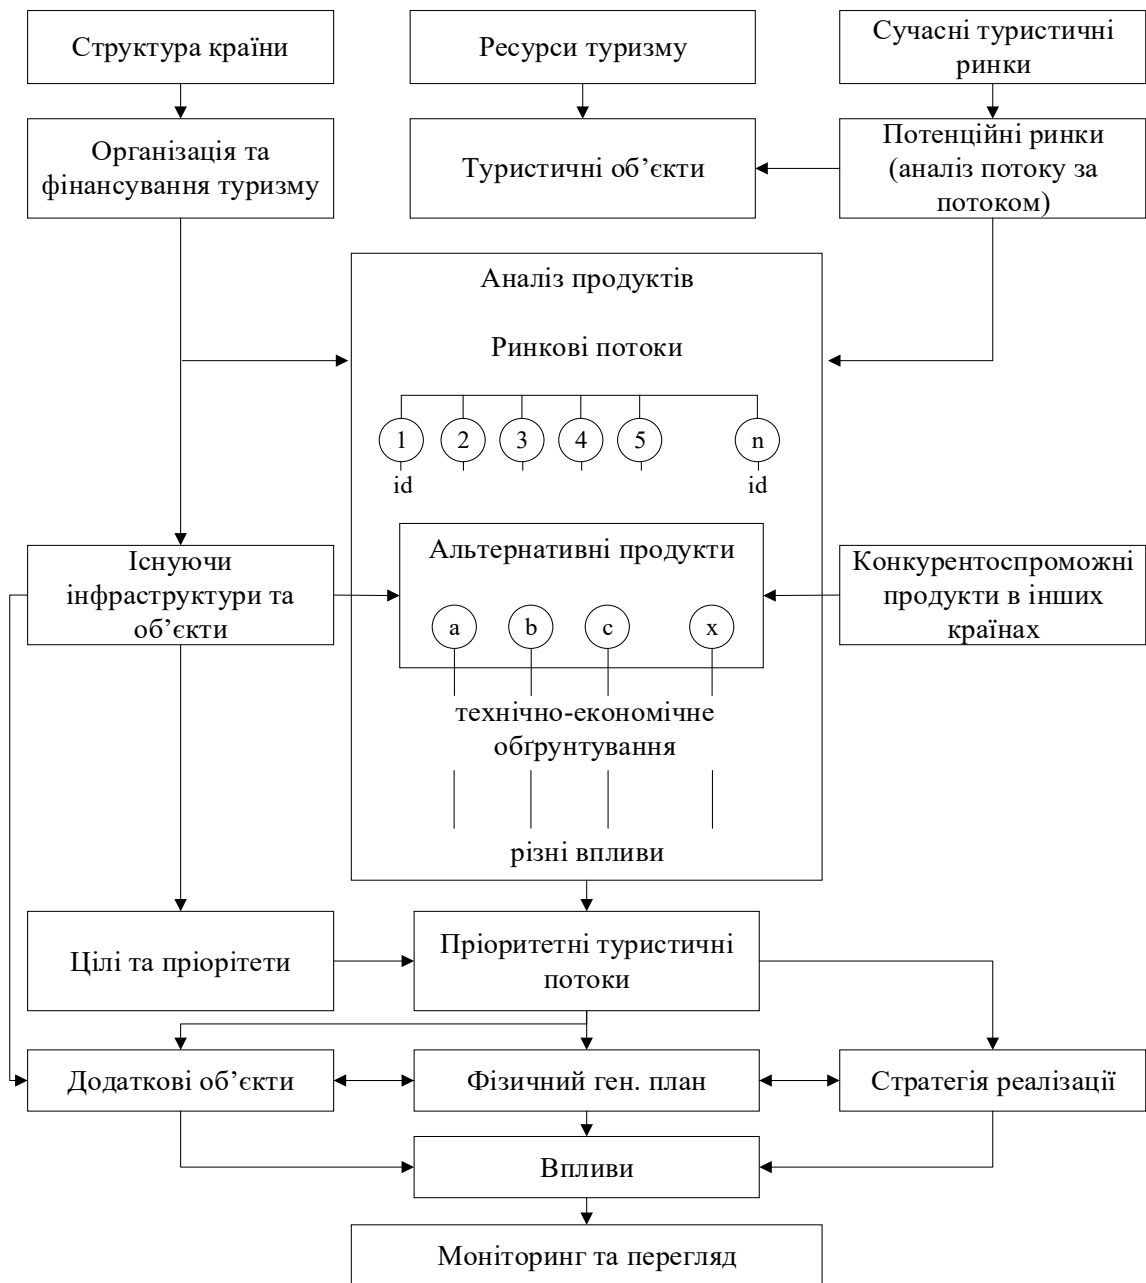 Структура країни
Ресурси туризму
Сучасні туристичні
ринки
Організація та
фінансування туризму
Туристичні об’єкти
Потенційні ринки
(аналіз потоку за
потоком)
Аналіз продуктів
Ринкові потоки
1 2 3 4 5 n
id id
Існуючи
інфраструктури та
об’єкти
Альтернативні продукти
a b c x
Конкурентоспроможні
продукти в інших
країнах
технічно-економічне
обґрунтування
різні впливи
Цілі та пріорітети
Пріоритетні туристичні
потоки
Додаткові об’єкти
Фізичний ген. план
Стратегія реалізації
Впливи
Моніторинг та перегляд